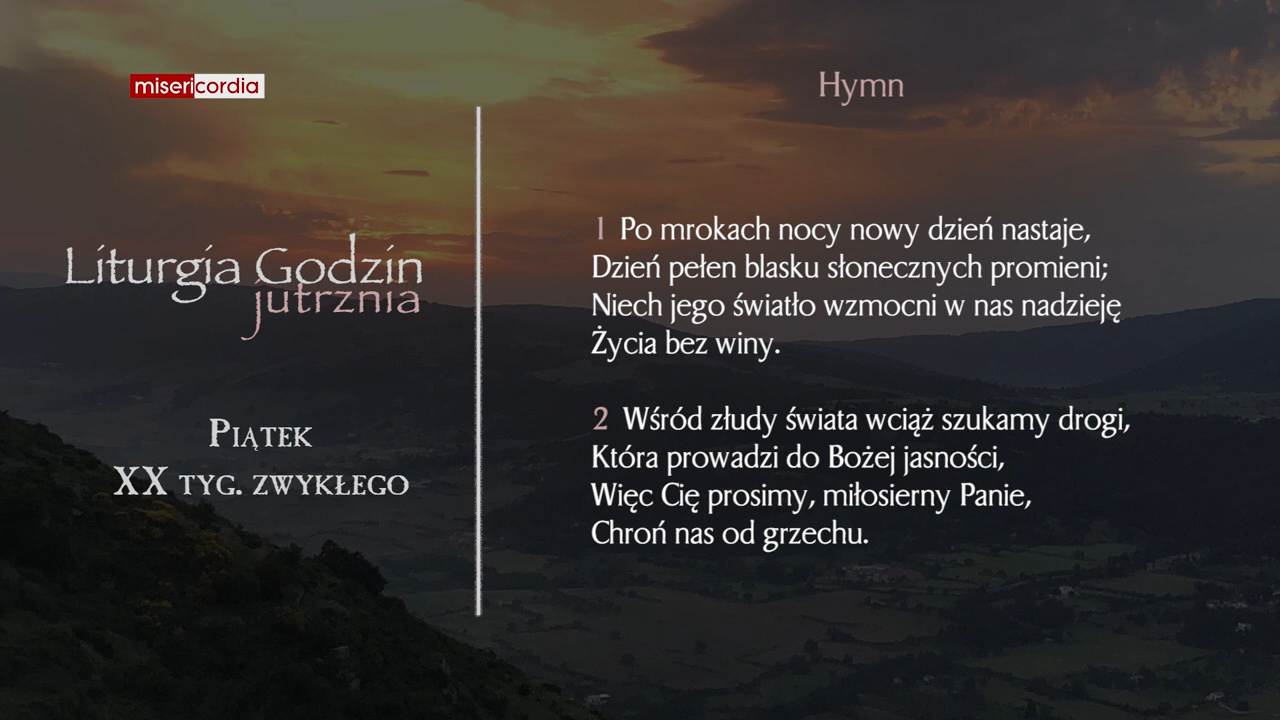 misericordia
Liturgia Godzin
jutrznia
Piątek
XX tyg. zwykłego
Hymn
1 Po mrokach nocy nowy dzień nastaje,
Dzień pełen blasku słonecznych promieni;
Niech jego światło wzmocni w nas nadzieję
Życia bez winy.
2 Wśród złudy świata wciąż szukamy drogi,
Która prowadzi do Bożej jasności,
Więc Cię prosimy, miłosierny Panie,
Chroń nas od grzechu.